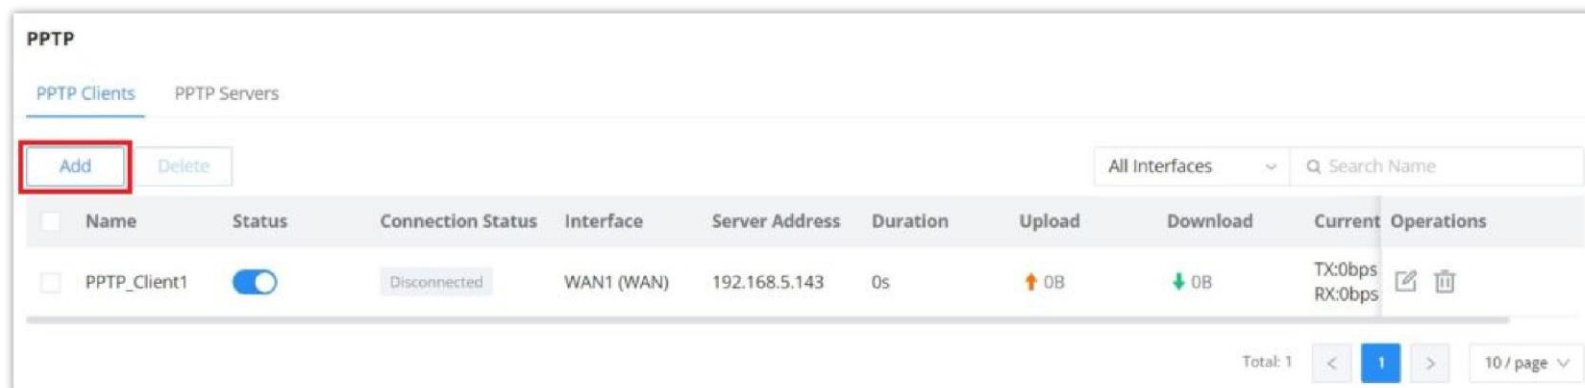 PPTP
PPTP Clients PPTP Servers
Add Delete All Interfaces Search Name
Name Status Connection Status Interface Server Address Duration Upload Download Current Operations
PPTP_Client1 Disconnected WAN1 (WAN) 192.168.5.143 0s 0B 0B TX:0bps
RX:0bps
Total: 1 < 1 > 10 / page